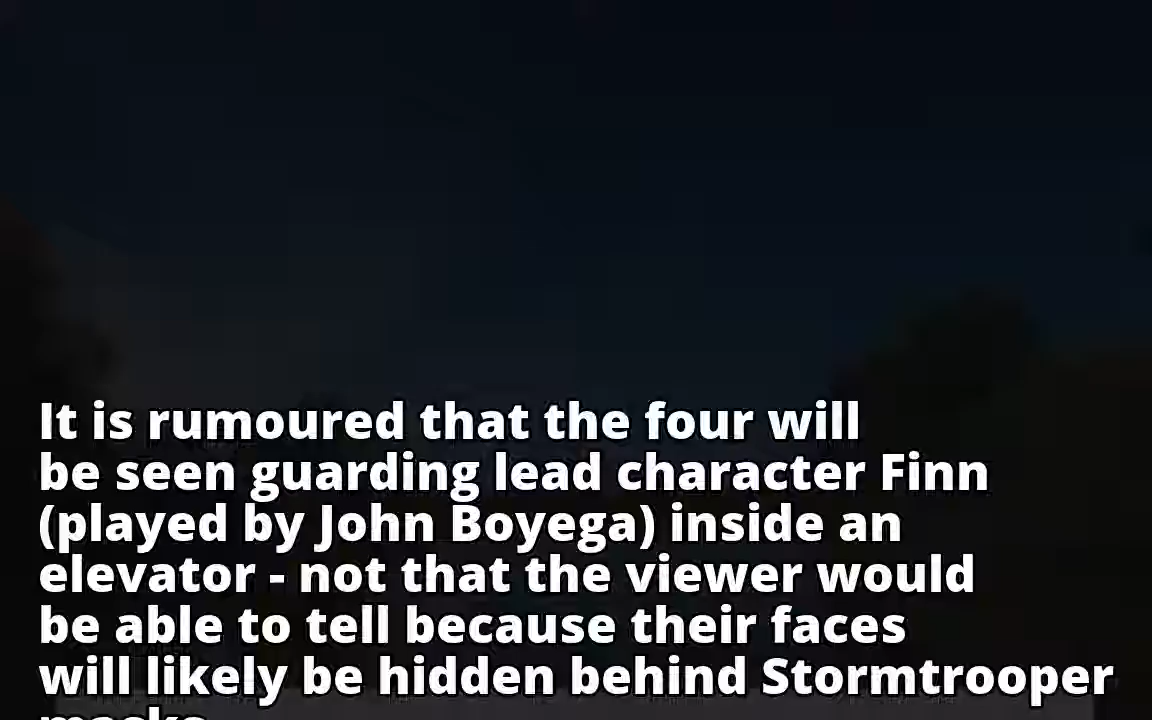 It is rumoured that the four will
be seen guarding lead character Finn
(played by John Boyega) inside an
elevator - not that the viewer would
be able to tell because their faces
will likely be hidden behind Stormtrooper
masks